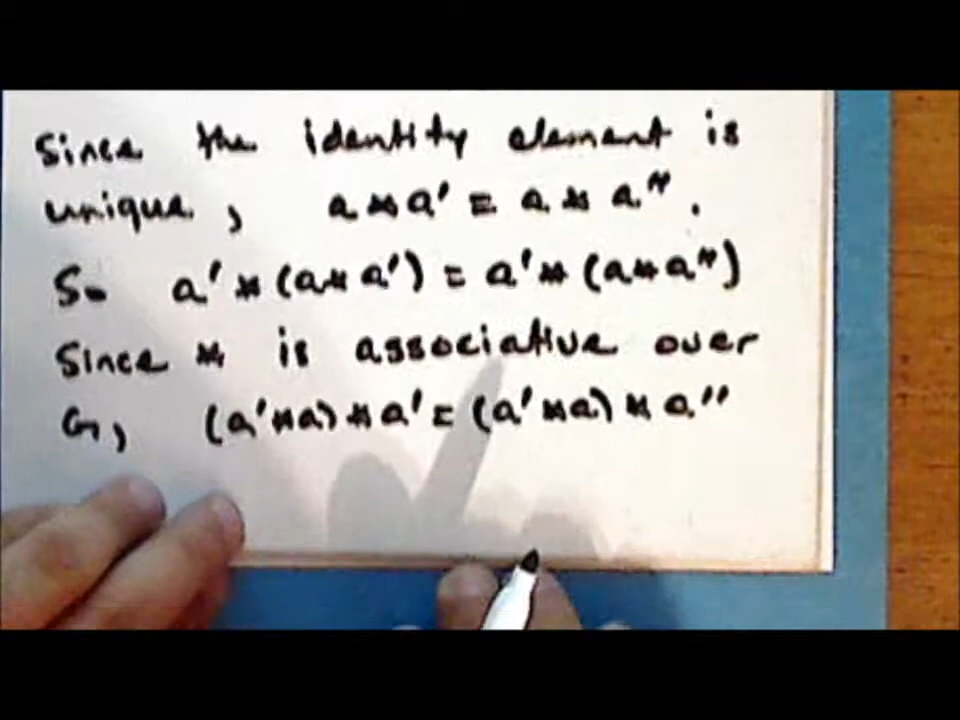 Since the identity element is
unique, a * a' = a * a".
So a' * (a * a') = a' * (a * a")
Since * is associative over
G, (a' * a) * a' = (a' * a) * a"